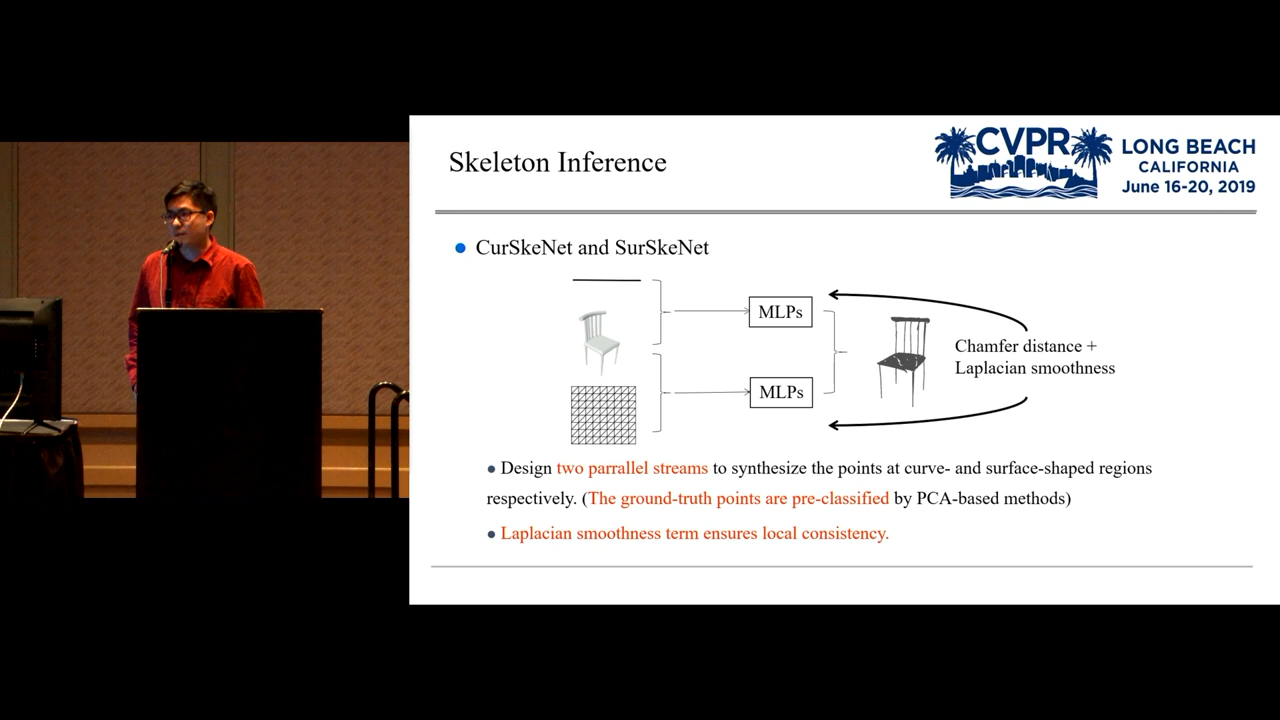 Skeleton Inference
CVPR
LONG BEACH
CALIFORNIA
June 16-20, 2019
● CurSkeNet and SurSkeNet
MLPs
MLPs
Chamfer distance +
Laplacian smoothness
● Design two parrallel streams to synthesize the points at curve- and surface-shaped regions
respectively. (The ground-truth points are pre-classified by PCA-based methods)
● Laplacian smoothness term ensures local consistency.